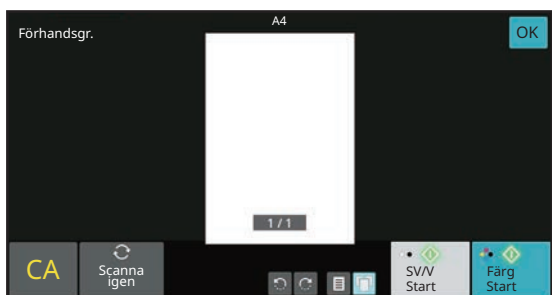 A4
Förhandsgr.
OK
1 / 1
CA
Scanna
igen
SV/V
Start
Färg
Start